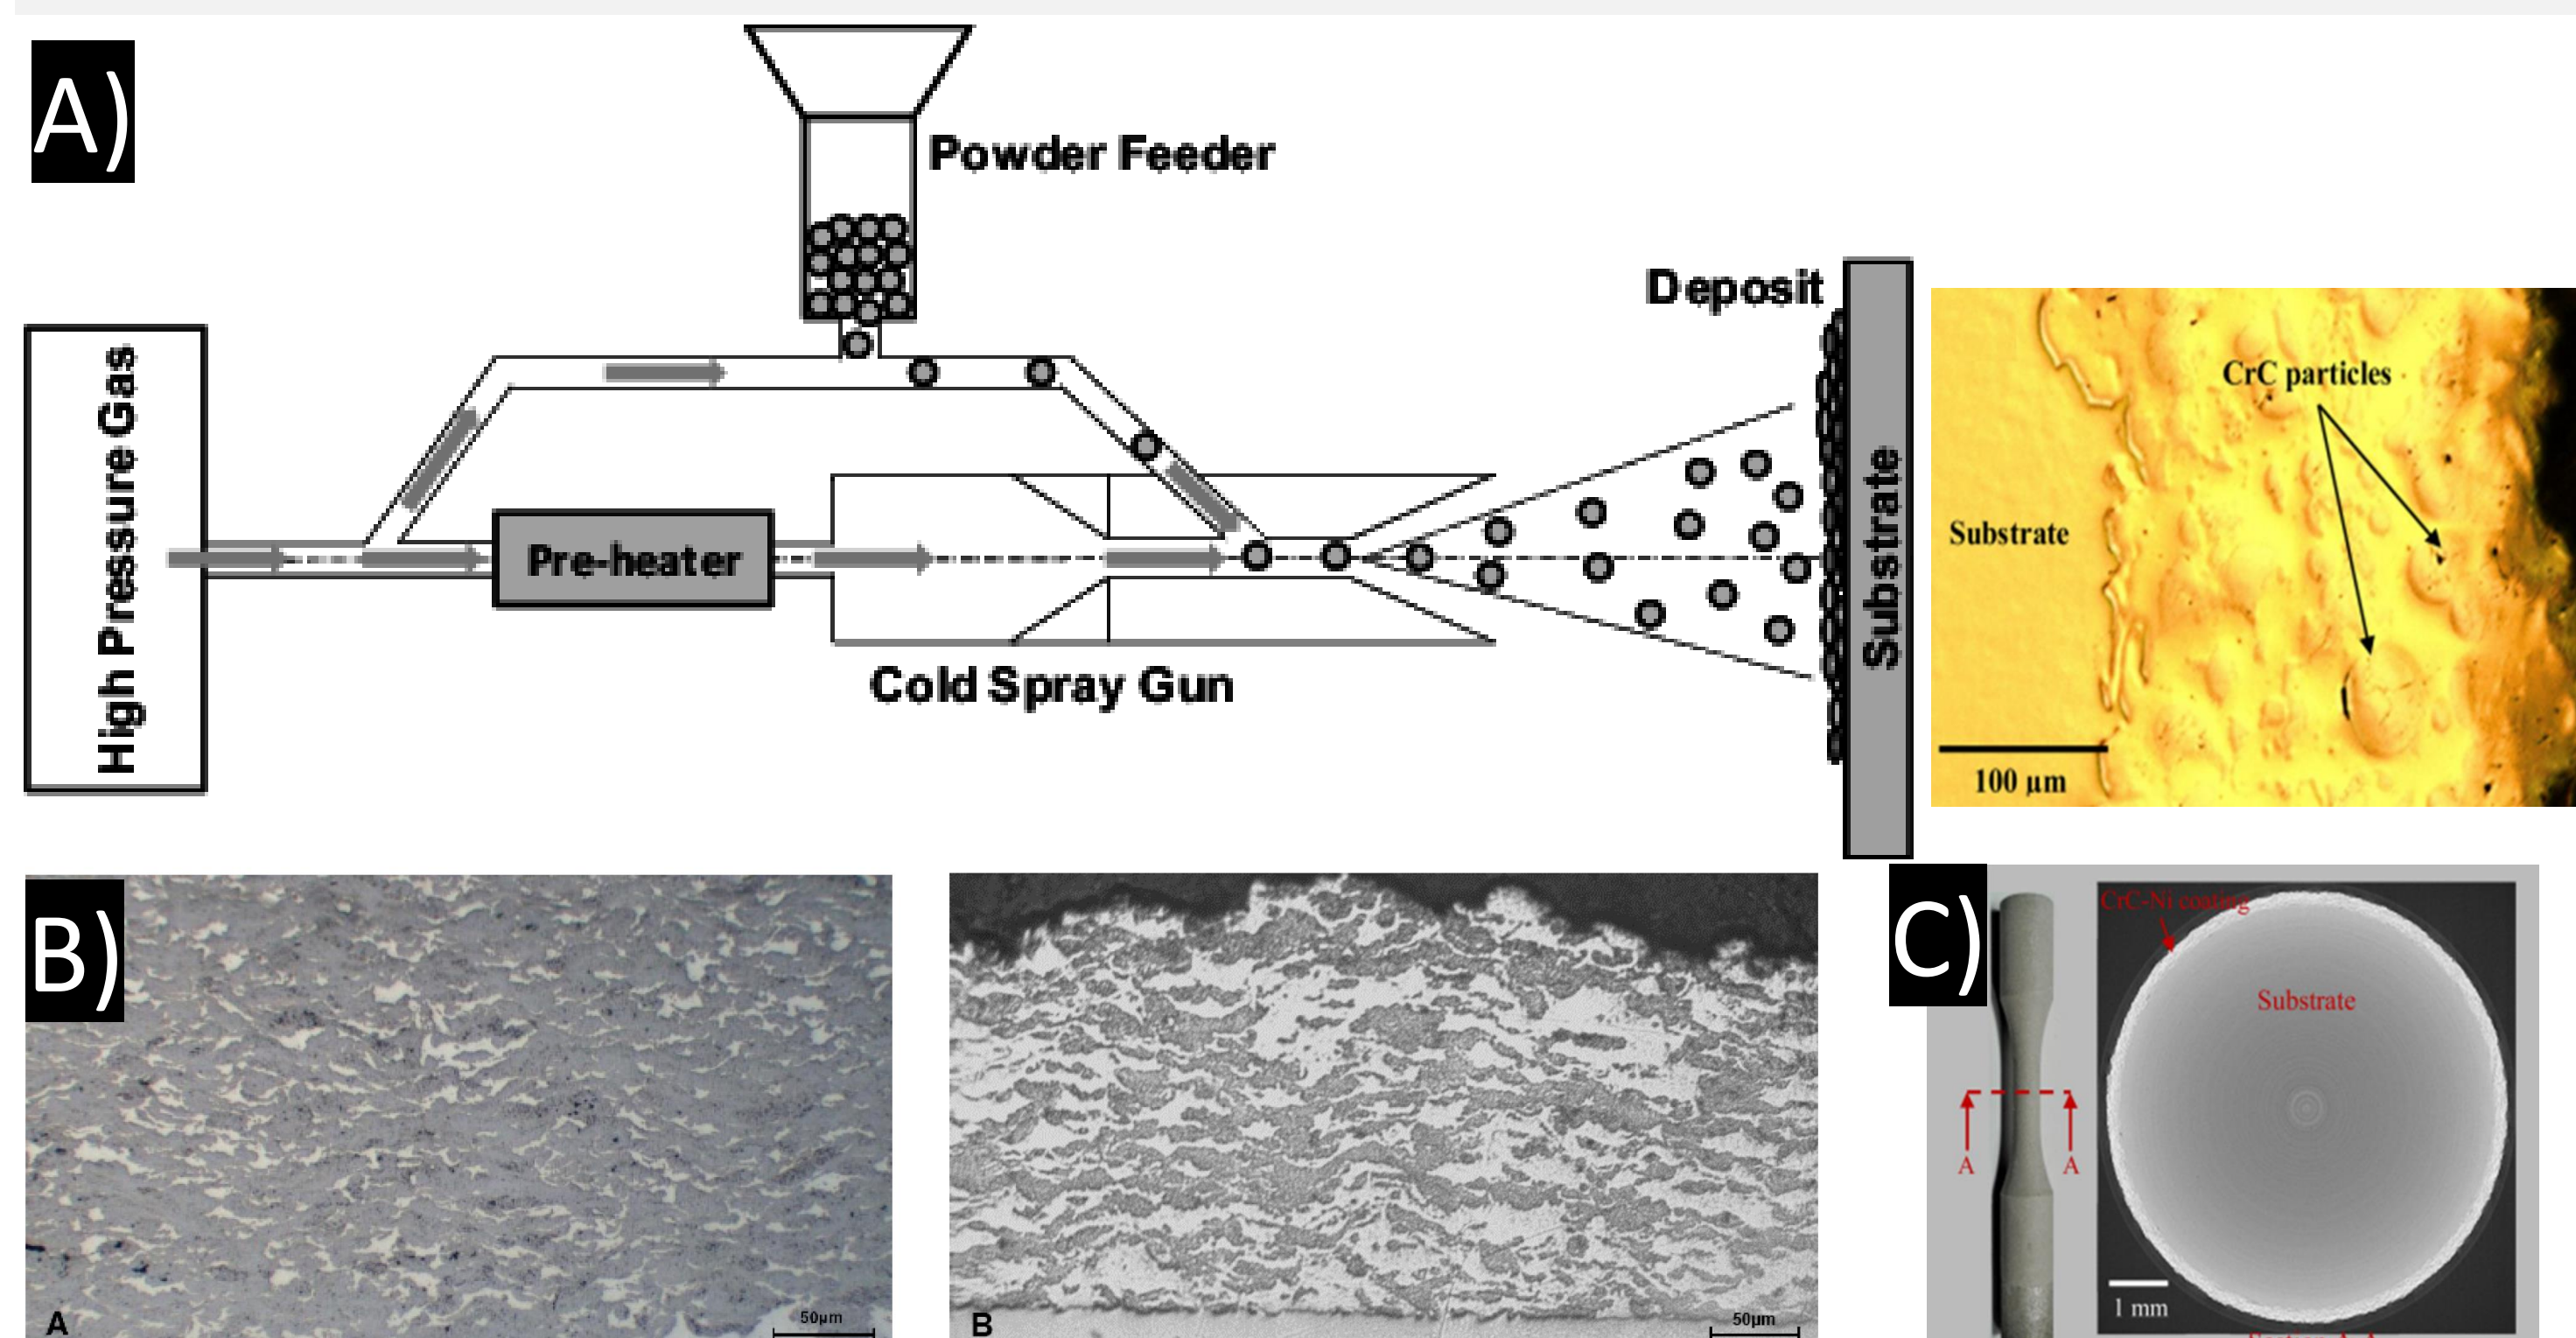 A)
Powder Feeder
Deposit
High Pressure Gas
Pre-heater
Substrate
Cold Spray Gun
CrC particles
Substrate
100 µm
B)
A
50µm
B
50µm
C)
CrC-Ni coating
Substrate
A
A
1 mm